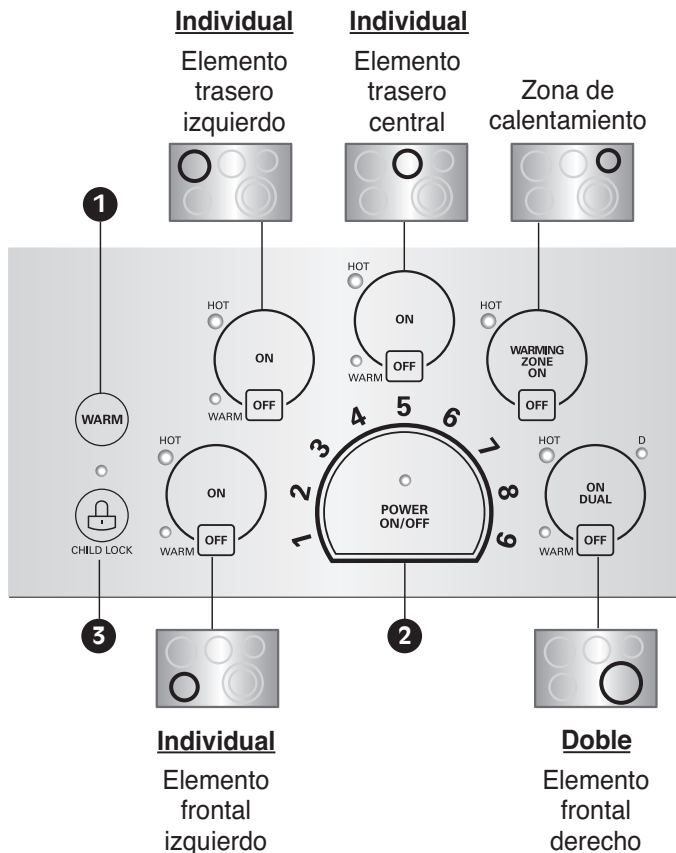 Individual
Elemento
trasero
izquierdo
Individual
Elemento
trasero
central
Zona de
calentamiento
1
HOT
ON
OFF
WARM
HOT
ON
OFF
WARM
HOT
WARMING
ZONE
ON
OFF
WARM
CHILD LOCK
HOT
ON
OFF
WARM
1 2 3 4 5 6 7 8 9
POWER
ON/OFF
HOT
D
ON
DUAL
OFF
WARM
3
2
Individual
Elemento
frontal
izquierdo
Doble
Elemento
frontal
derecho